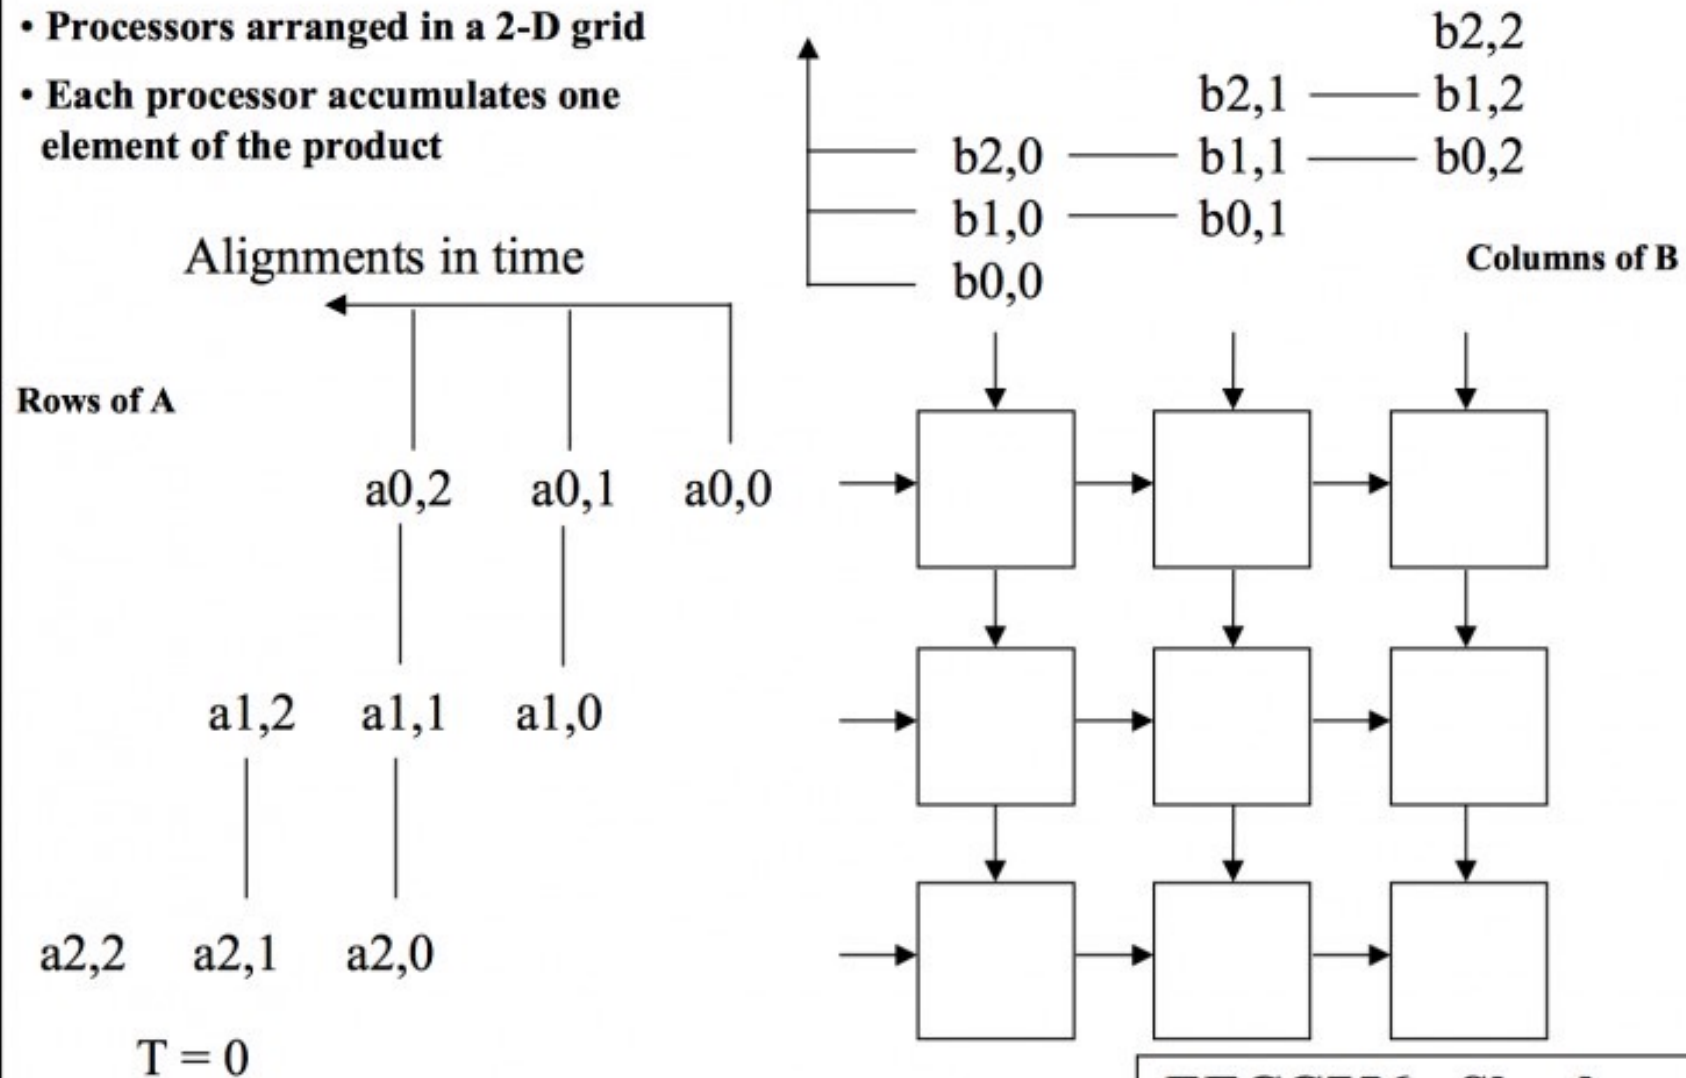 • Processors arranged in a 2-D grid
• Each processor accumulates one
element of the product
b2,2
b2,1 b1,2
b2,0 b1,1 b0,2
b1,0 b0,1
b0,0
Columns of B
Alignments in time
Rows of A
a0,2 a0,1 a0,0
a1,2 a1,1 a1,0
a2,2 a2,1 a2,0
T = 0